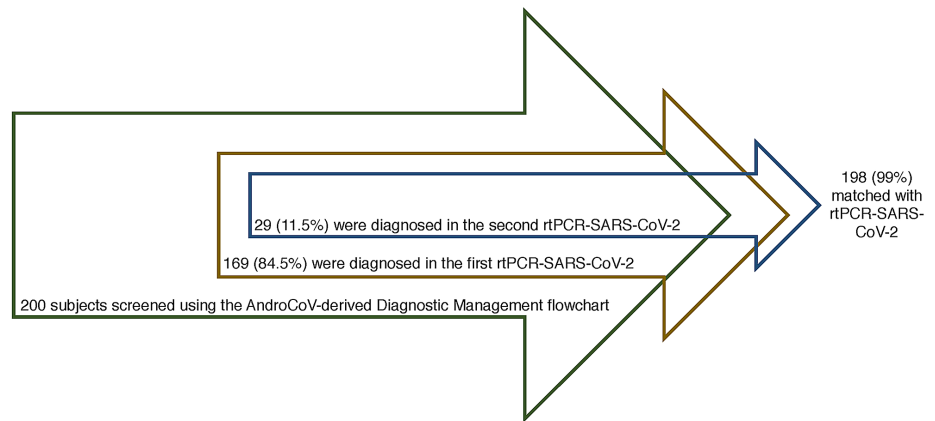 29 (11.5%) were diagnosed in the second rtPCR-SARS-CoV-2
169 (84.5%) were diagnosed in the first rtPCR-SARS-CoV-2
200 subjects screened using the AndroCoV-derived Diagnostic Management flowchart
198 (99%)
matched with
rtPCR-SARS-
CoV-2